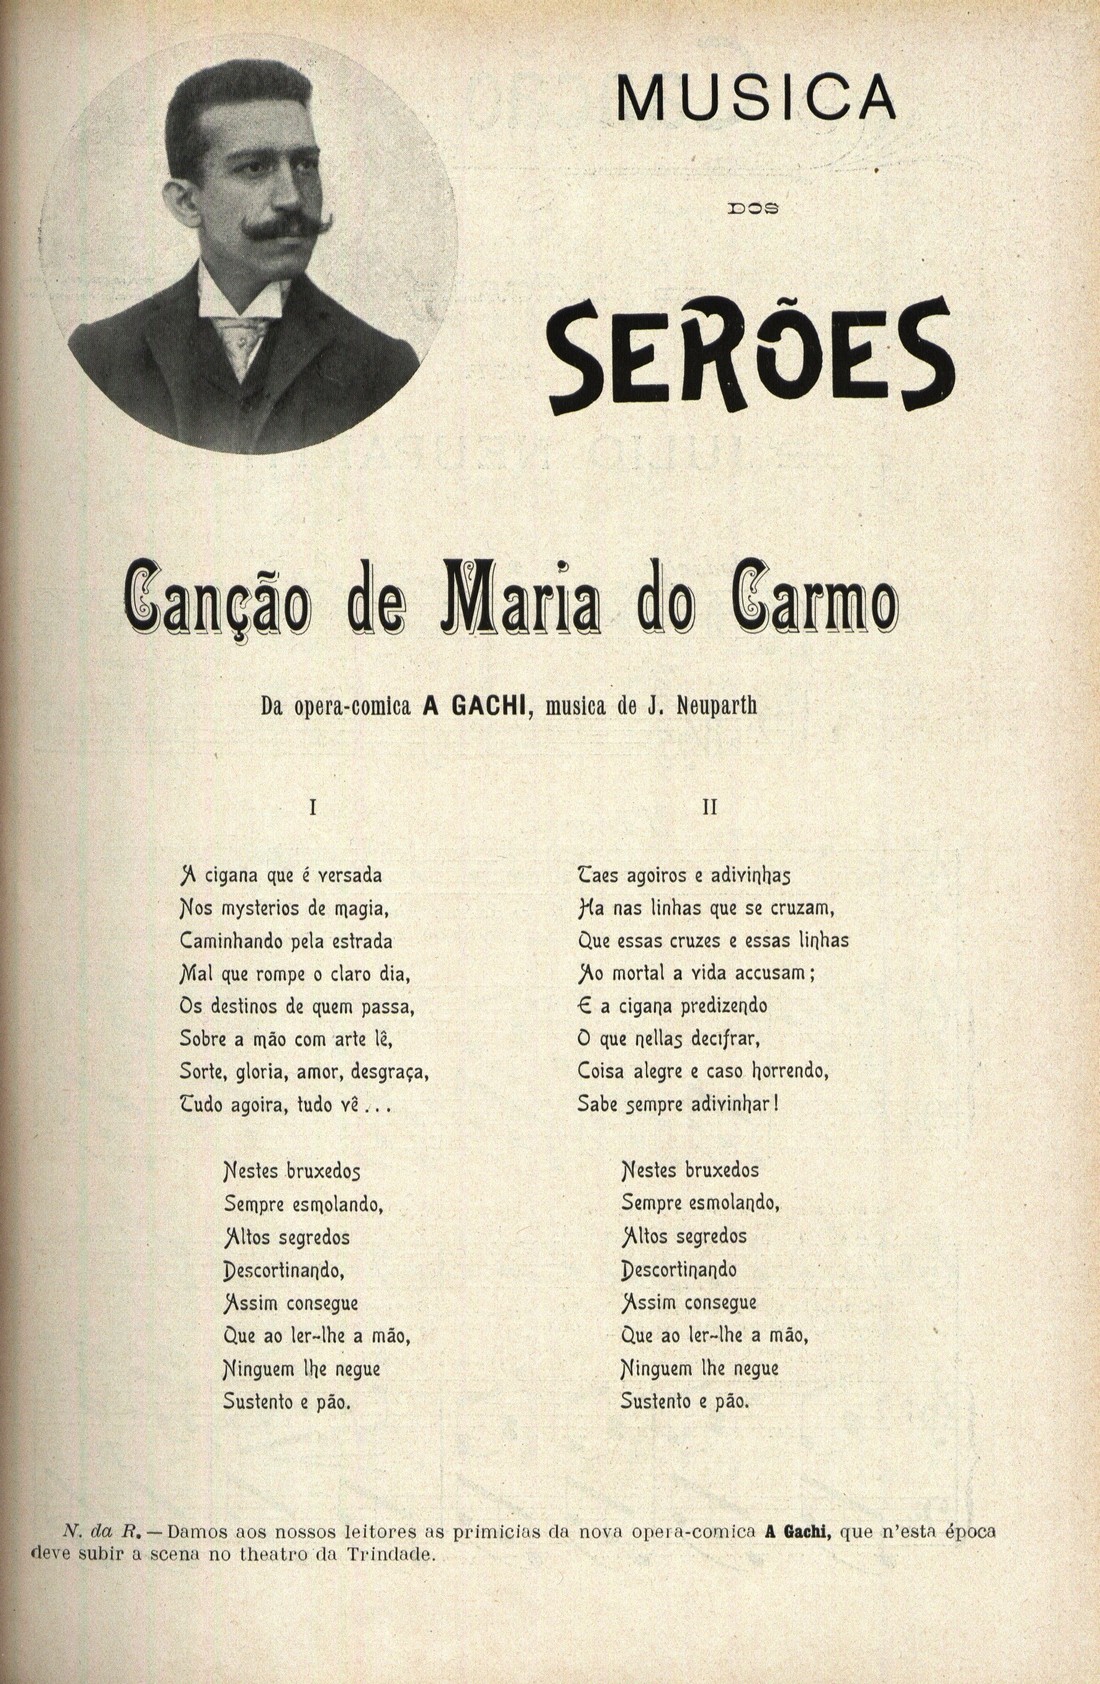 MUSICA
DOS
SERÕES
Canção de Maria do Carmo
Da opera-comica A GACHI, musica de J. Neuparth
I
A cigana que é versada
Nos mysterios de magia,
Caminhando pela estrada
Mal que rompe o claro dia,
Os destinos de quem passa,
Sobre a mão com arte lê,
Sorte, gloria, amor, desgraça,
Tudo agoira, tudo vê...
Nestes bruxedos
Sempre esmolando,
Altos segredos
Descortinando,
Assim consegue
Que ao ler-lhe a mão,
Ninguem lhe negue
Sustento e pão.
II
Taes agoiros e adivinhas
Ha nas linhas que se cruzam,
Que essas cruzes e essas linhas
Ao mortal a vida accusam;
E a cigana predizendo
O que nellas decifrar,
Coisa alegre e caso horrendo,
Sabe sempre adivinhar!
Nestes bruxedos
Sempre esmolando,
Altos segredos
Descortinando
Assim consegue
Que ao ler-lhe a mão,
Ninguem lhe negue
Sustento e pão.
N. da R.—Damos aos nossos leitores as primicias da nova opera-comica A Gachi, que n'esta época
deve subir a scena no theatro da Trindade.